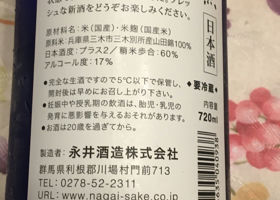 ッシュな新酒をぜひお楽しみください。
日本酒
原材料名：米（国産米）・米麹（国産米）
原料米：兵庫県三木市三木別所産山田錦100％
日本酒度：プラス2／精米歩合：60％
アルコール度：17％
●完全な生酒ですので5℃以下で保管し、
開封後は早めにお召し上がり下さい。
●妊娠中や授乳期の飲酒は、胎児・乳児の
発育に悪影響を与えるおそれがあります。
●お酒は20歳を過ぎてから。
◆要冷蔵◆
720ml
製造者：永井酒造株式会社
群馬県利根郡川場村門前713
TEL 0278-52-2311
URL www.nagai-sake.co.jp
635040938